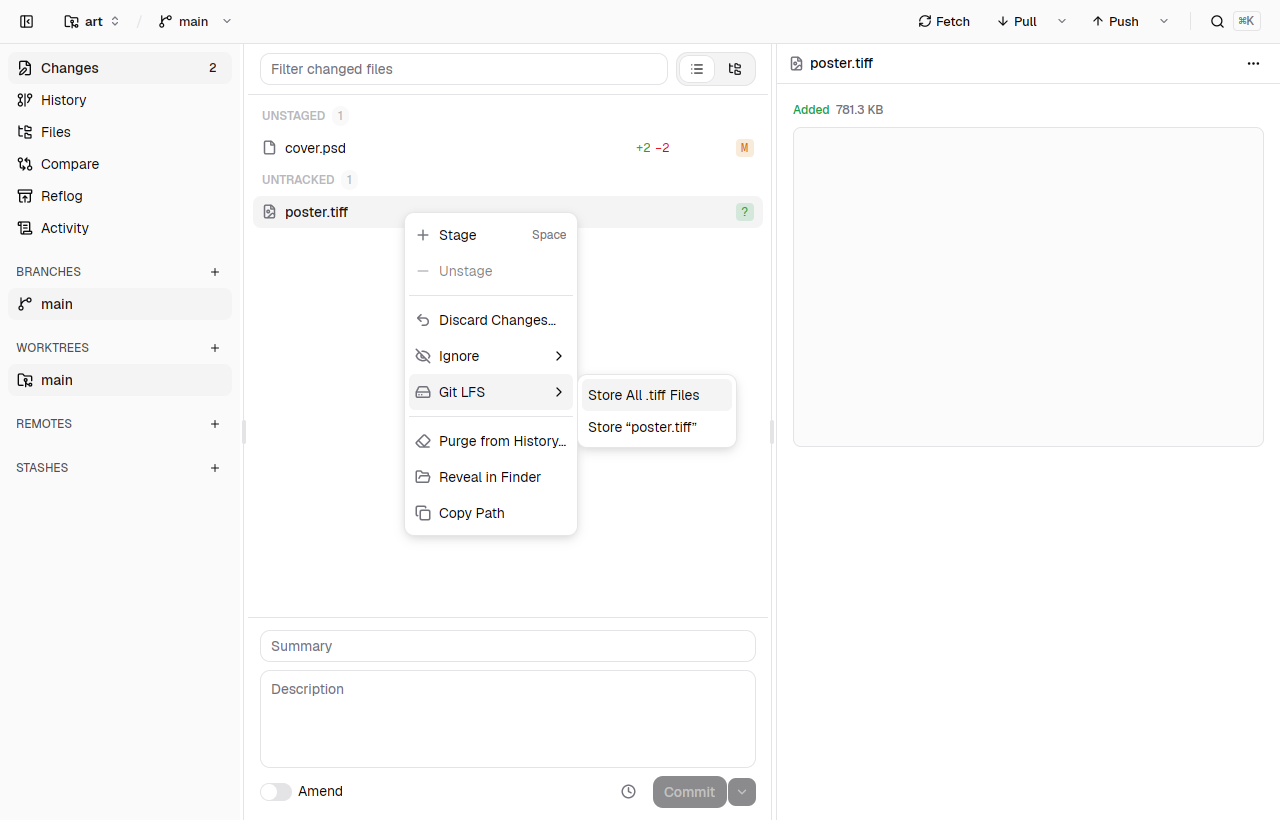 art
main
Fetch
Pull
Push
⌘K
Changes 2
History
Files
Compare
Reflog
Activity
BRANCHES
main
WORKTREES
main
REMOTES
STASHES
Filter changed files
UNSTAGED 1
cover.psd +2 −2 M
UNTRACKED 1
poster.tiff ?
Stage Space
Unstage
Discard Changes…
Ignore
Git LFS
Purge from History…
Reveal in Finder
Copy Path
Store All .tiff Files
Store “poster.tiff”
Summary
Description
Amend
Commit
poster.tiff
Added 781.3 KB